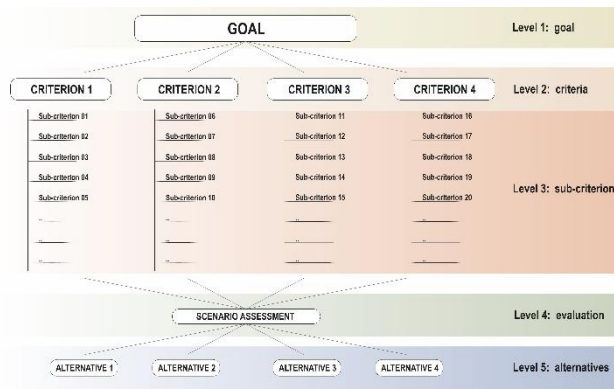 GOAL
Level 1: goal
CRITERION 1
CRITERION 2
CRITERION 3
CRITERION 4
Level 2: criteria
Sub-criterion 01
Sub-criterion 06
Sub-criterion 11
Sub-criterion 16
Sub-criterion 02
Sub-criterion 07
Sub-criterion 12
Sub-criterion 17
Sub-criterion 03
Sub-criterion 08
Sub-criterion 13
Sub-criterion 18
Level 3: sub-criterion
Sub-criterion 04
Sub-criterion 09
Sub-criterion 14
Sub-criterion 19
Sub-criterion 05
Sub-criterion 10
Sub-criterion 15
Sub-criterion 20
...
...
...
...
...
...
...
...
...
...
...
...
SCENARIO ASSESSMENT
Level 4: evaluation
ALTERNATIVE 1
ALTERNATIVE 2
ALTERNATIVE 3
ALTERNATIVE 4
Level 5: alternatives